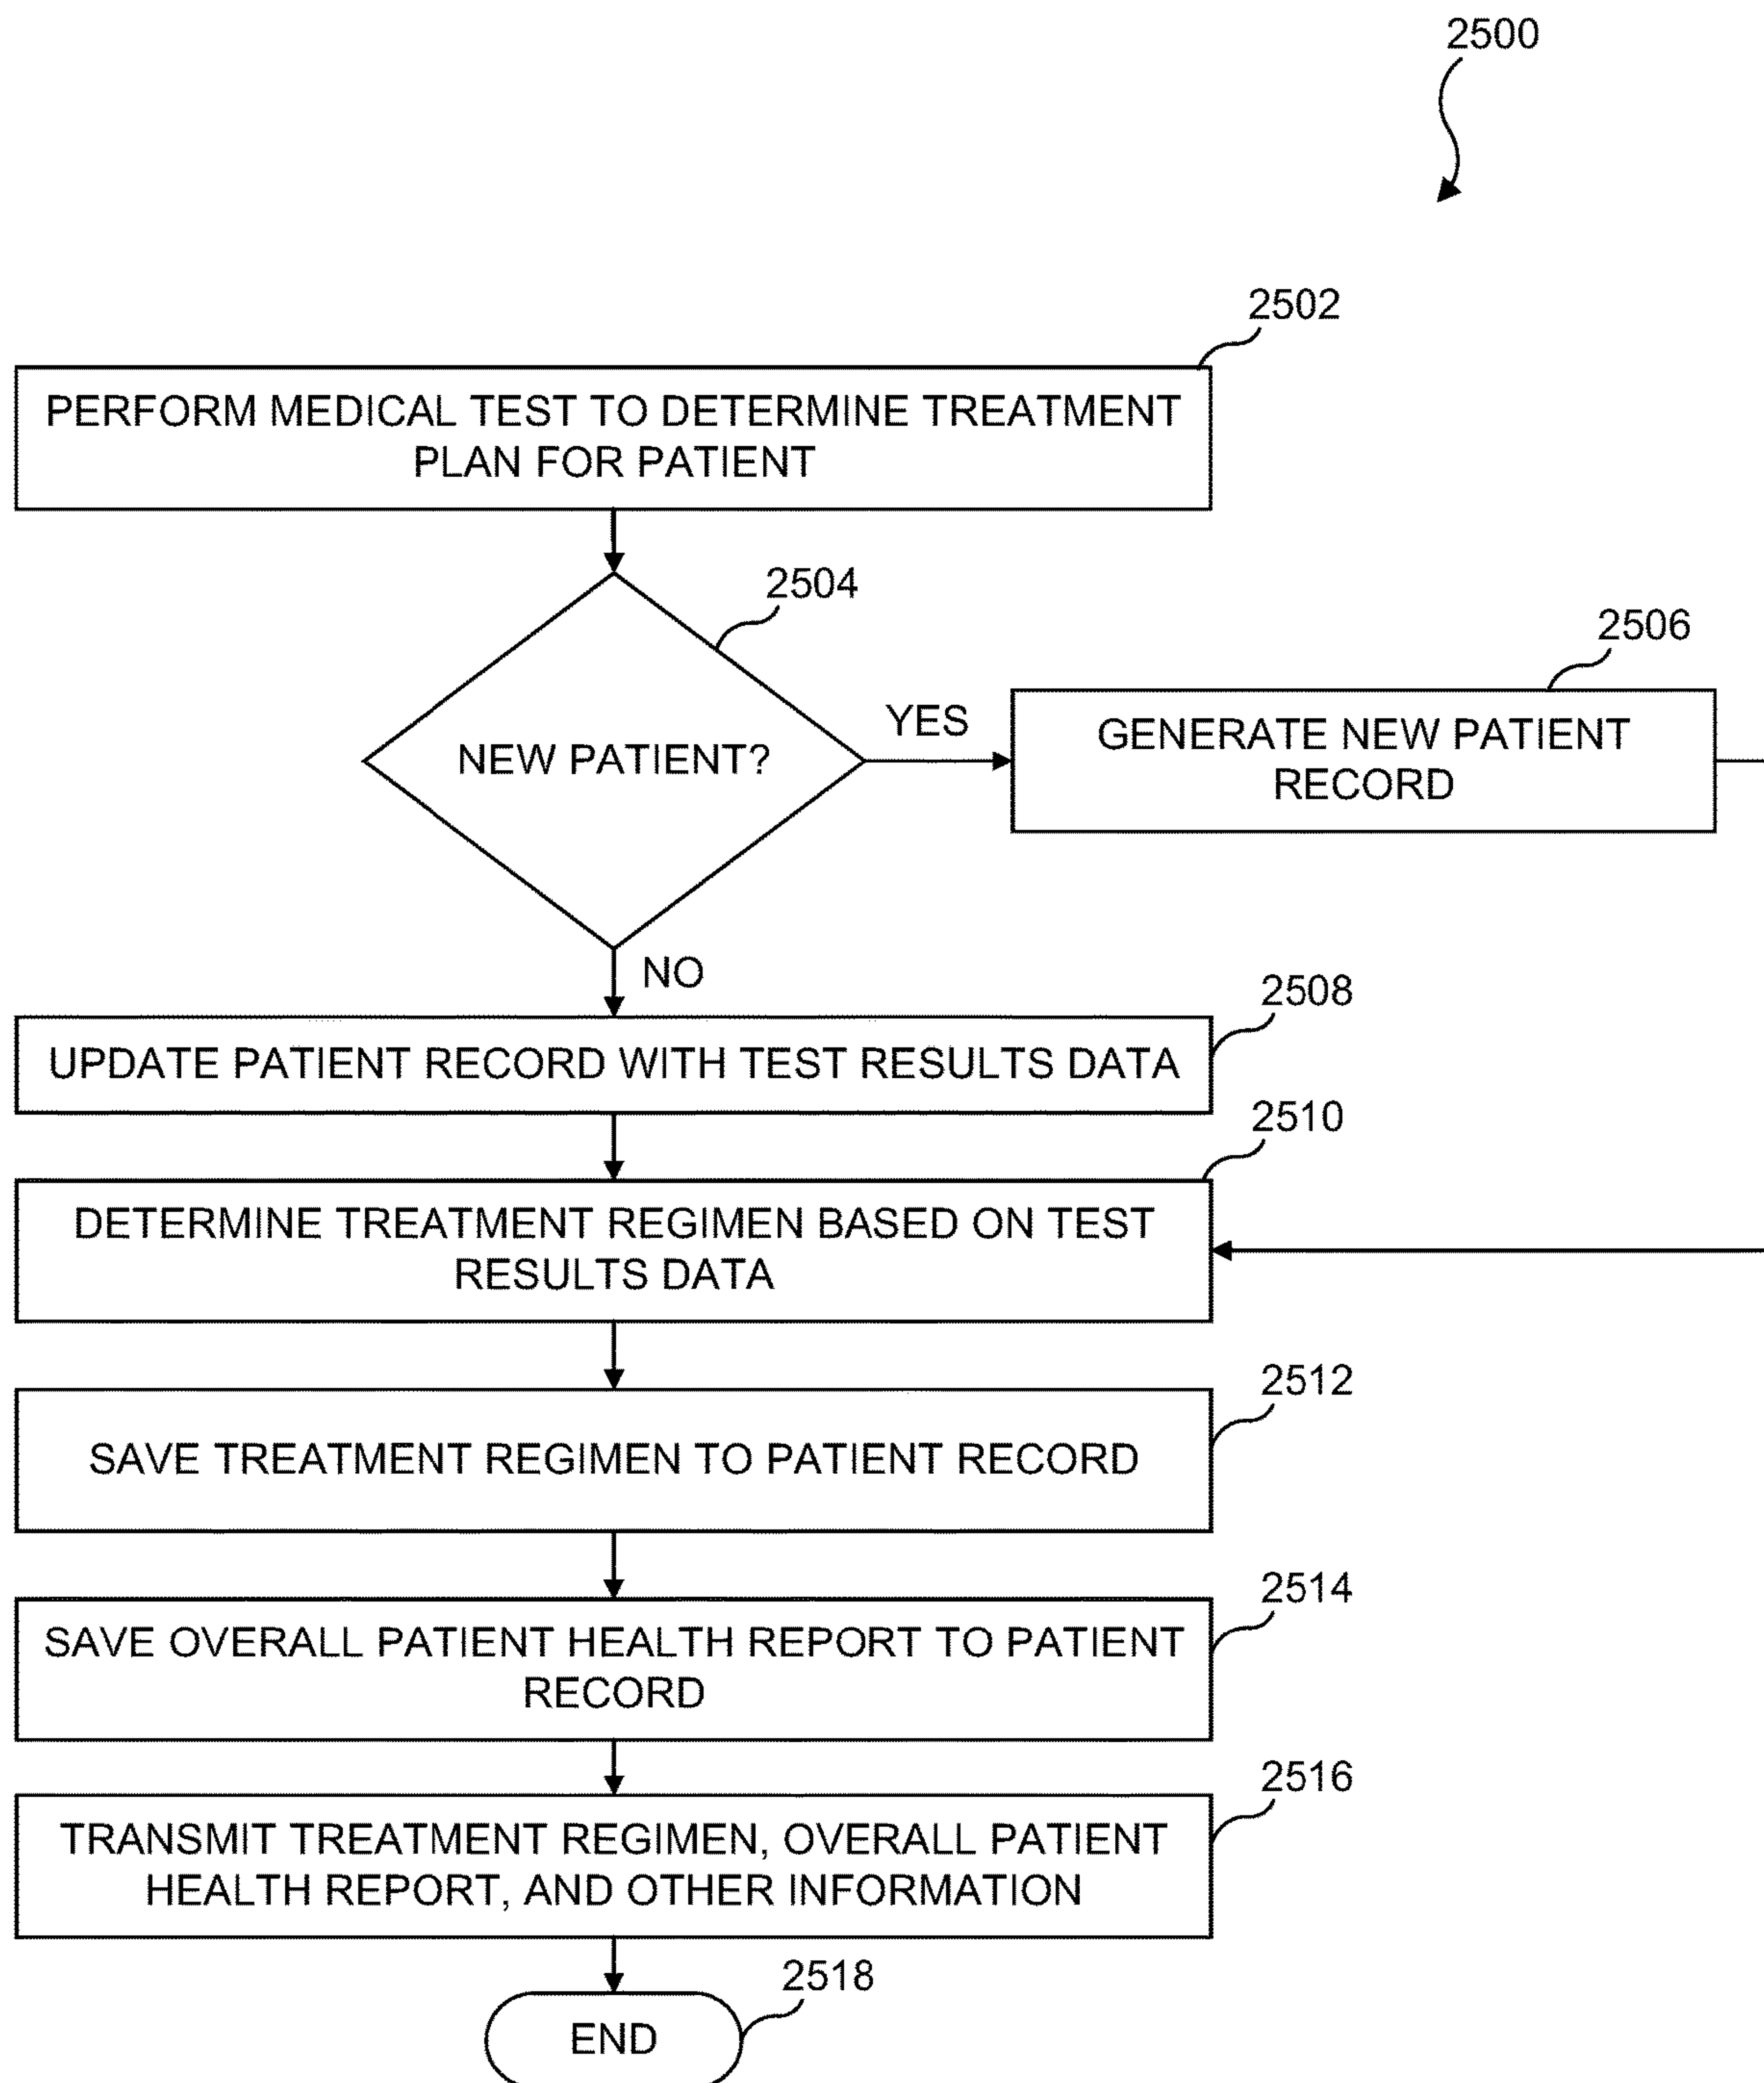 2500
2502
PERFORM MEDICAL TEST TO DETERMINE TREATMENT
PLAN FOR PATIENT
2504
NEW PATIENT?
YES
2506
GENERATE NEW PATIENT
RECORD
NO
2508
UPDATE PATIENT RECORD WITH TEST RESULTS DATA
2510
DETERMINE TREATMENT REGIMEN BASED ON TEST
RESULTS DATA
2512
SAVE TREATMENT REGIMEN TO PATIENT RECORD
2514
SAVE OVERALL PATIENT HEALTH REPORT TO PATIENT
RECORD
2516
TRANSMIT TREATMENT REGIMEN, OVERALL PATIENT
HEALTH REPORT, AND OTHER INFORMATION
2518
END